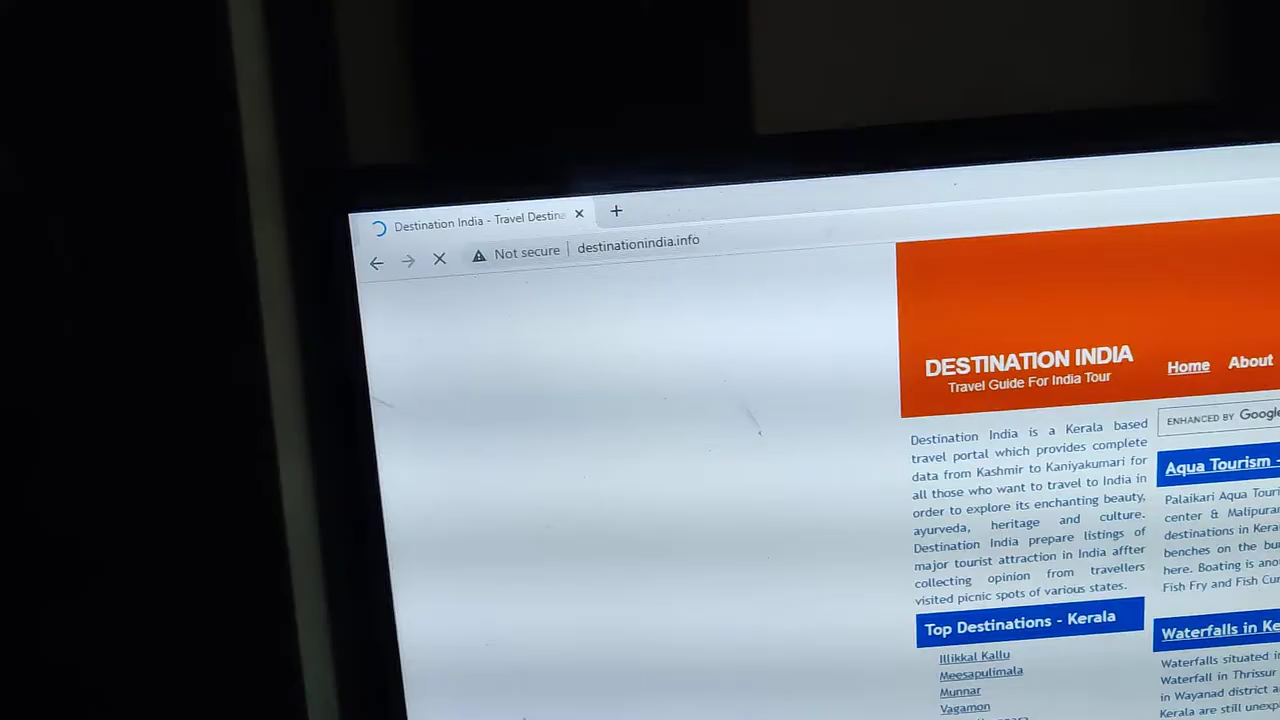 Destination India - Travel Destina
Not secure
destinationindia.info
DESTINATION INDIA
Travel Guide For India Tour
Home About
Destination India is a Kerala based
travel portal which provides complete
data from Kashmir to Kaniyakumari for
all those who want to travel to India in
order to explore its enchanting beauty,
ayurveda, heritage and culture.
Destination India prepare listings of
major tourist attraction in India affter
collecting opinion from travellers
visited picnic spots of various states.
Top Destinations - Kerala
Illikkal Kallu
Meesapulimala
Munnar
Vagamon
ENHANCED BY Google
Aqua Tourism -
Palaikari Aqua Touri
center & Malipura
destinations in Kera
benches on the bu
here. Boating is ano
Fish Fry and Fish Cur
Waterfalls in Ke
Waterfalls situated i
Waterfall in Thrissur
in Wayanad district a
Kerala are still unexp